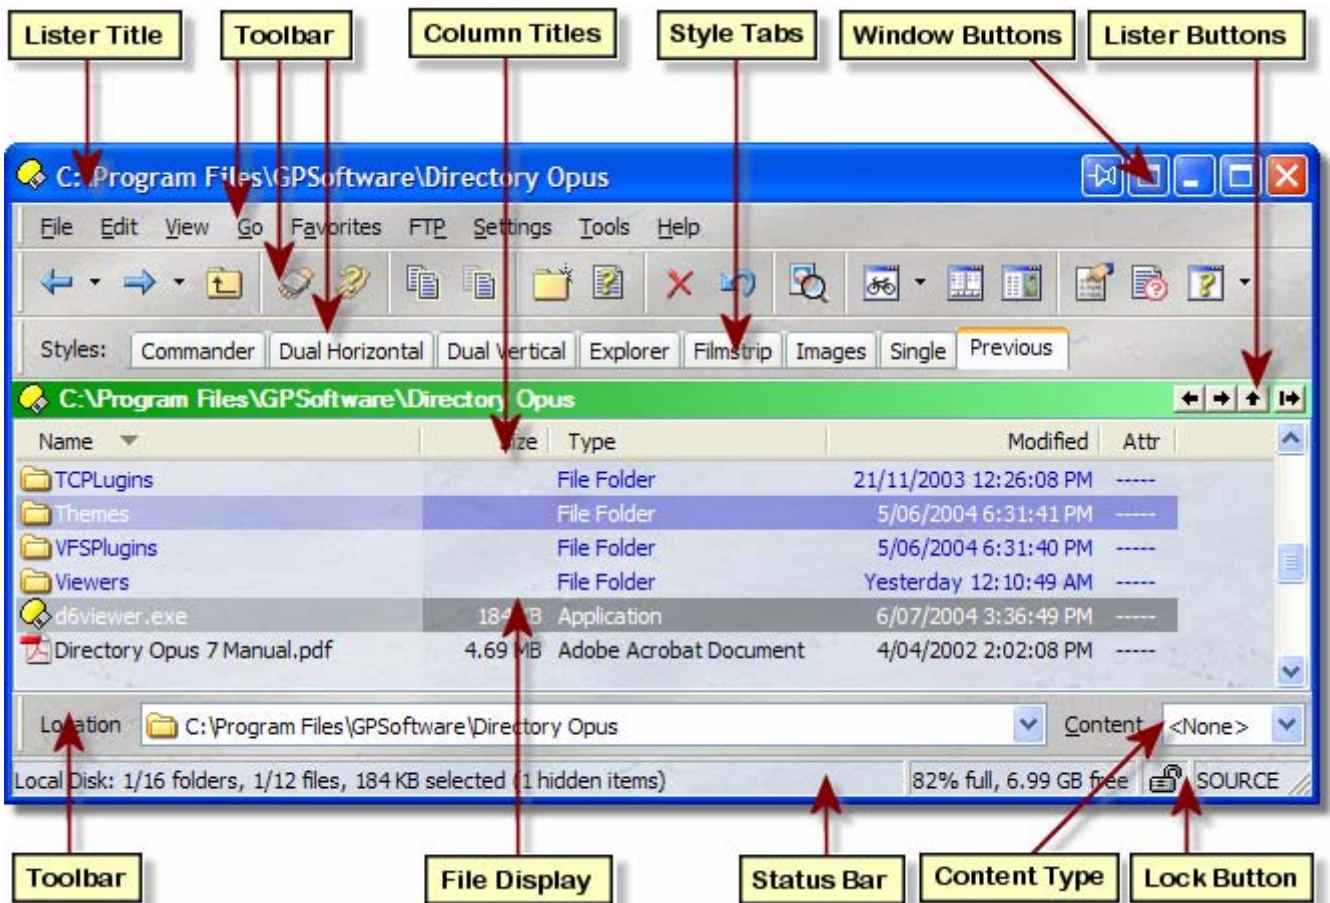 Lister Title Toolbar Column Titles Style Tabs Window Buttons Lister Buttons
C:\Program Files\GPSoftware\Directory Opus
File Edit View Go Favorites FTP Settings Tools Help
Styles: Commander Dual Horizontal Dual Vertical Explorer Filmstrip Images Single Previous
C:\Program Files\GPSoftware\Directory Opus
Name Size Type Modified Attr
TCPLugins File Folder 21/11/2003 12:26:08 PM -----
Themes File Folder 5/06/2004 6:31:41 PM -----
VFSPlugins File Folder 5/06/2004 6:31:40 PM -----
Viewers File Folder Yesterday 12:10:49 AM -----
d6viewer.exe 184 KB Application 6/07/2004 3:36:49 PM -----
Directory Opus 7 Manual.pdf 4.69 MB Adobe Acrobat Document 4/04/2002 2:02:08 PM -----
Location C:\Program Files\GPSoftware\Directory Opus Content <None>
Local Disk: 1/16 folders, 1/12 files, 184 KB selected (1 hidden items) 82% full, 6.99 GB free SOURCE
Toolbar File Display Status Bar Content Type Lock Button